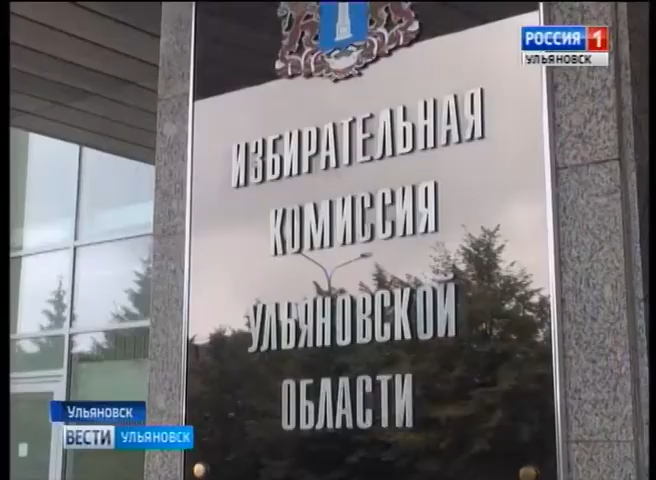 РОССИЯ 1
УЛЬЯНОВСК
ИЗБИРАТЕЛЬНАЯ
КОМИССИЯ
УЛЬЯНОВСКОЙ
ОБЛАСТИ
УЛЬЯНОВСК
ВЕСТИ УЛЬЯНОВСК